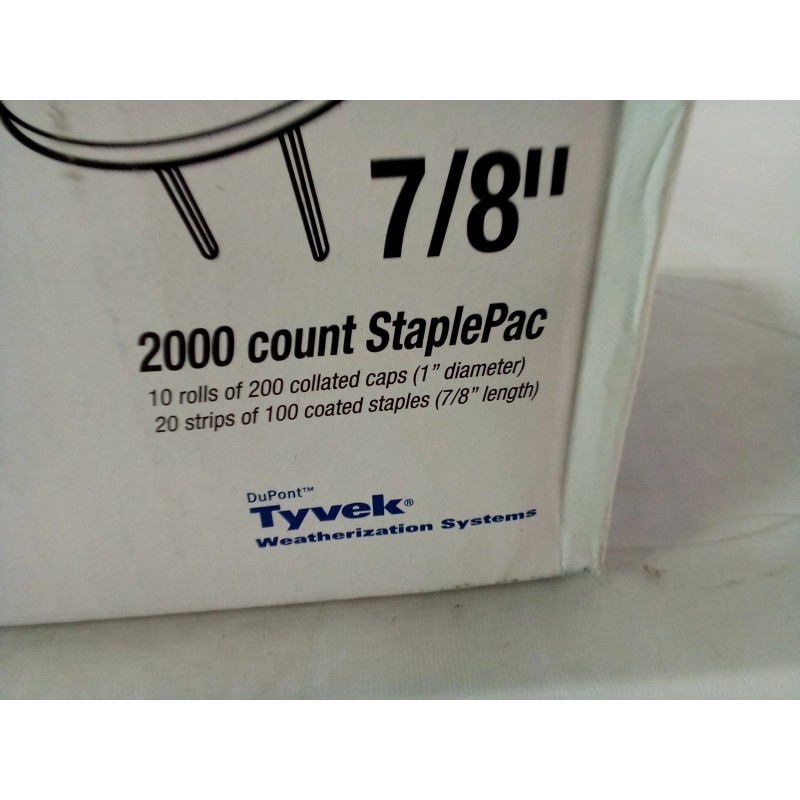 7/8"
2000 count StaplePac
10 rolls of 200 collated caps (1” diameter)
20 strips of 100 coated staples (7/8” length)
DuPont™
Tyvek®
Weatherization Systems